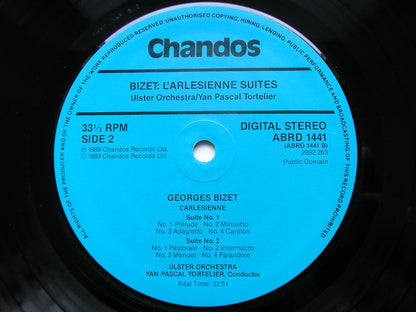 ALL RIGHTS OF THE PRODUCER AND OF THE OWNER OF THE WORK REPRODUCED RESERVED. UNAUTHORISED COPYING, HIRING, LENDING, PUBLIC PERFORMANCE AND BROADCASTING OF THIS RECORD PROHIBITED
Chandos
BIZET: L'ARLESIENNE SUITES
Ulster Orchestra/Yan Pascal Tortelier
33⅓ RPM
SIDE 2
℗ 1989 Chandos Records Ltd.
© 1989 Chandos Records Ltd.
DIGITAL STEREO
ABRD 1441
(ABRD 1441 B)
2892 253
Public Domain
GEORGES BIZET
L'ARLESIENNE
Suite No. 1
No. 1 Prélude · No. 2 Minuetto
No. 3 Adagietto · No. 4 Carillon
Suite No. 2
No. 1 Pastorale · No. 2 Intermezzo
No. 3 Menuet · No. 4 Farandole
ULSTER ORCHESTRA
YAN PASCAL TORTELIER, Conductor
Total Time: 32:51